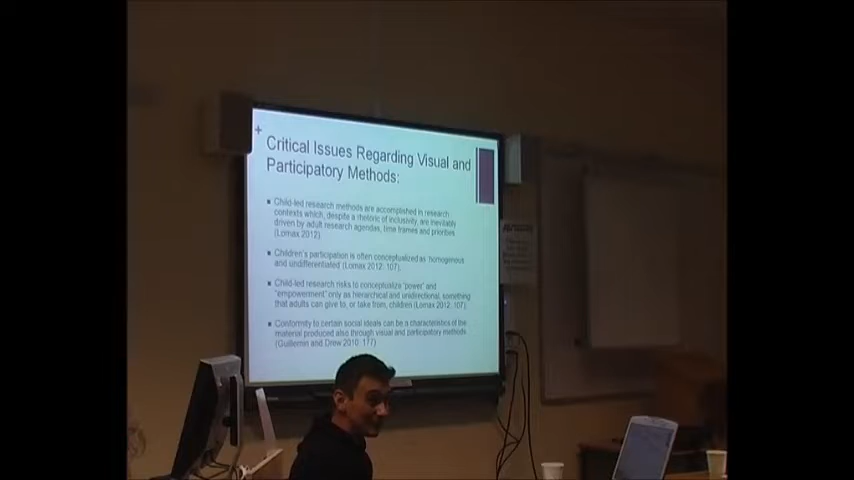 +
Critical Issues Regarding Visual and
Participatory Methods:
■ Child-led research methods are accomplished in research
contexts which, despite a rhetoric of inclusivity, are inevitably
driven by adult research agendas, time frames and priorities
(Lomax 2012)
■ Children's participation is often conceptualized as 'homogenous
and undifferentiated' (Lomax 2012: 107).
■ Child-led research risks to conceptualize "power" and
"empowerment" only as hierarchical and unidirectional, something
that adults can give to, or take from, children (Lomax 2012: 107).
■ Conformity to certain social ideals can be a characteristics of the
material produced also through visual and participatory methods
(Guillemin and Drew 2010: 177)